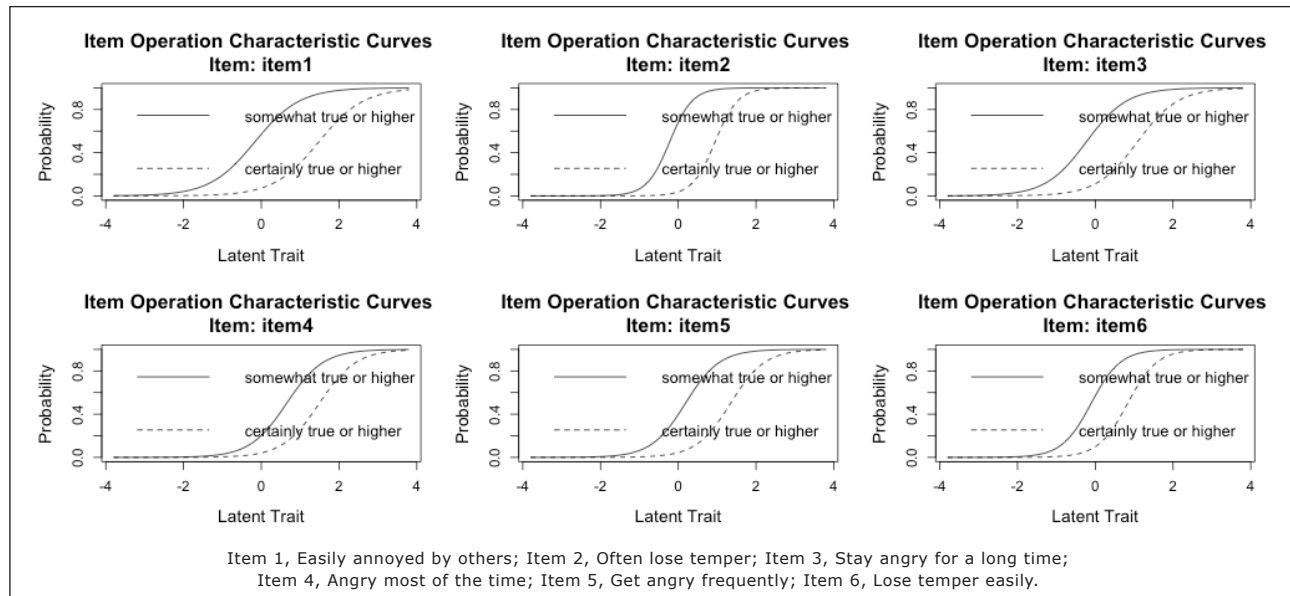 Item Operation Characteristic Curves
Item: item1
Probability
0.0 0.4 0.8
somewhat true or higher
certainly true or higher
-4 -2 0 2 4
Latent Trait
Item Operation Characteristic Curves
Item: item2
Probability
0.0 0.4 0.8
somewhat true or higher
certainly true or higher
-4 -2 0 2 4
Latent Trait
Item Operation Characteristic Curves
Item: item3
Probability
0.0 0.4 0.8
somewhat true or higher
certainly true or higher
-4 -2 0 2 4
Latent Trait
Item Operation Characteristic Curves
Item: item4
Probability
0.0 0.4 0.8
somewhat true or higher
certainly true or higher
-4 -2 0 2 4
Latent Trait
Item Operation Characteristic Curves
Item: item5
Probability
0.0 0.4 0.8
somewhat true or higher
certainly true or higher
-4 -2 0 2 4
Latent Trait
Item Operation Characteristic Curves
Item: item6
Probability
0.0 0.4 0.8
somewhat true or higher
certainly true or higher
-4 -2 0 2 4
Latent Trait
Item 1, Easily annoyed by others; Item 2, Often lose temper; Item 3, Stay angry for a long time;
Item 4, Angry most of the time; Item 5, Get angry frequently; Item 6, Lose temper easily.